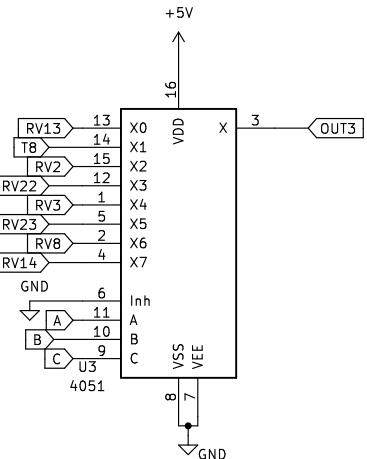 +5V
16
VDD
RV13 13 X0 X 3 OUT3
T8 14 X1
RV2 15 X2
RV22 12 X3
RV3 1 X4
RV23 5 X5
RV8 2 X6
RV14 4 X7
GND
6 Inh
A 11 A
B 10 B
C 9 C
U3
4051
VSS VEE
8 7
GND